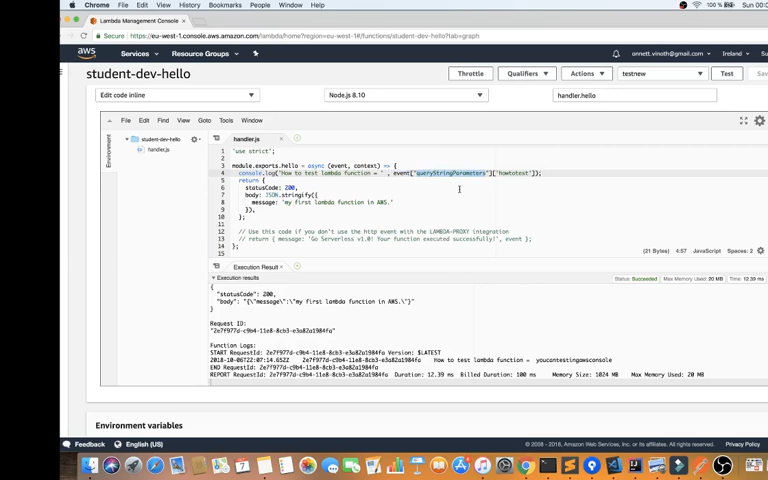 Chrome File Edit View History Bookmarks People Window Help
100 %
Sun 00:0
Lambda Management Console
Secure https://eu-west-1.console.aws.amazon.com/lambda/home?region=eu-west-1#/functions/student-dev-hello?tab=graph
aws Services Resource Groups onnett.vinoth@gmail.com Ireland Su
student-dev-hello
Throttle Qualifiers Actions testnew Test Sav
Edit code inline Node.js 8.10 handler.hello
File Edit Find View Goto Tools Window
Environment
student-dev-hello
handler.js
handler.js
1 'use strict';
2
3 module.exports.hello = async (event, context) => {
4 console.log("How to test lambda function = " , event["queryStringParameters"]['howtotest']);
5 return {
6 statusCode: 200,
7 body: JSON.stringify({
8 message: 'my first lambda function in AWS.'
9 }),
10 };
11
12 // Use this code if you don't use the http event with the LAMBDA-PROXY integration
13 // return { message: 'Go Serverless v1.0! Your function executed successfully!', event };
14 };
15
(21 Bytes) 4:57 JavaScript Spaces: 2
Execution Result
Execution results Status: Succeeded Max Memory Used: 20 MB Time: 12.39 ms
{
"statusCode": 200,
"body": "{\"message\":\"my first lambda function in AWS.\"}"
}
Request ID:
"2e7f977d-c9b4-11e8-8cb3-e3a82a1984fa"
Function Logs:
START RequestId: 2e7f977d-c9b4-11e8-8cb3-e3a82a1984fa Version: $LATEST
2018-10-06T22:07:14.652Z 2e7f977d-c9b4-11e8-8cb3-e3a82a1984fa How to test lambda function = youcantestingawsconsole
END RequestId: 2e7f977d-c9b4-11e8-8cb3-e3a82a1984fa
REPORT RequestId: 2e7f977d-c9b4-11e8-8cb3-e3a82a1984fa Duration: 12.39 ms Billed Duration: 100 ms Memory Size: 1024 MB Max Memory Used: 20 MB
Environment variables
Feedback English (US) © 2008 - 2018, Amazon Web Services, Inc. or its affiliates. All rights reserved. Privacy Policy